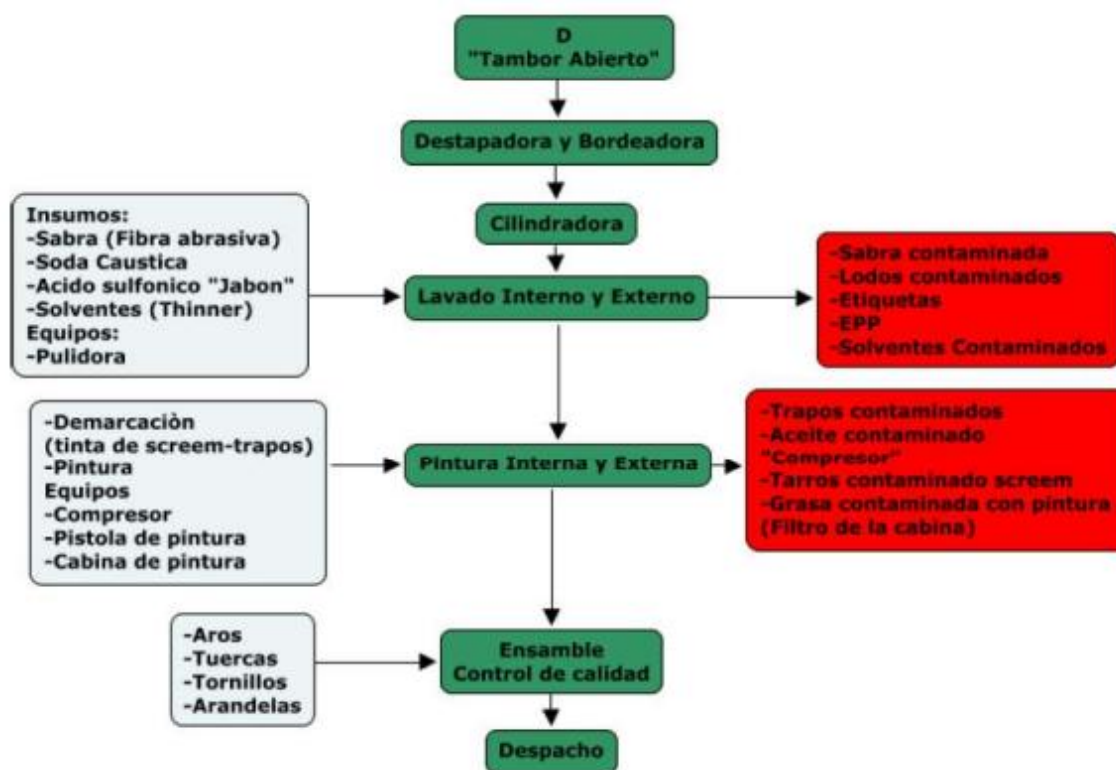 D
"Tambor Abierto"
Destapadora y Bordeadora
Cilindradora
Insumos:
-Sabra (Fibra abrasiva)
-Soda Caustica
-Acido sulfonico "Jabon"
-Solventes (Thinner)
Equipos:
-Pulidora
Lavado Interno y Externo
-Sabra contaminada
-Lodos contaminados
-Etiquetas
-EPP
-Solventes Contaminados
-Demarcaciòn
(tinta de screem-trapos)
-Pintura
Equipos
-Compresor
-Pistola de pintura
-Cabina de pintura
Pintura Interna y Externa
-Trapos contaminados
-Aceite contaminado
"Compresor"
-Tarros contaminado screem
-Grasa contaminada con pintura
(Filtro de la cabina)
-Aros
-Tuercas
-Tornillos
-Arandelas
Ensamble
Control de calidad
Despacho